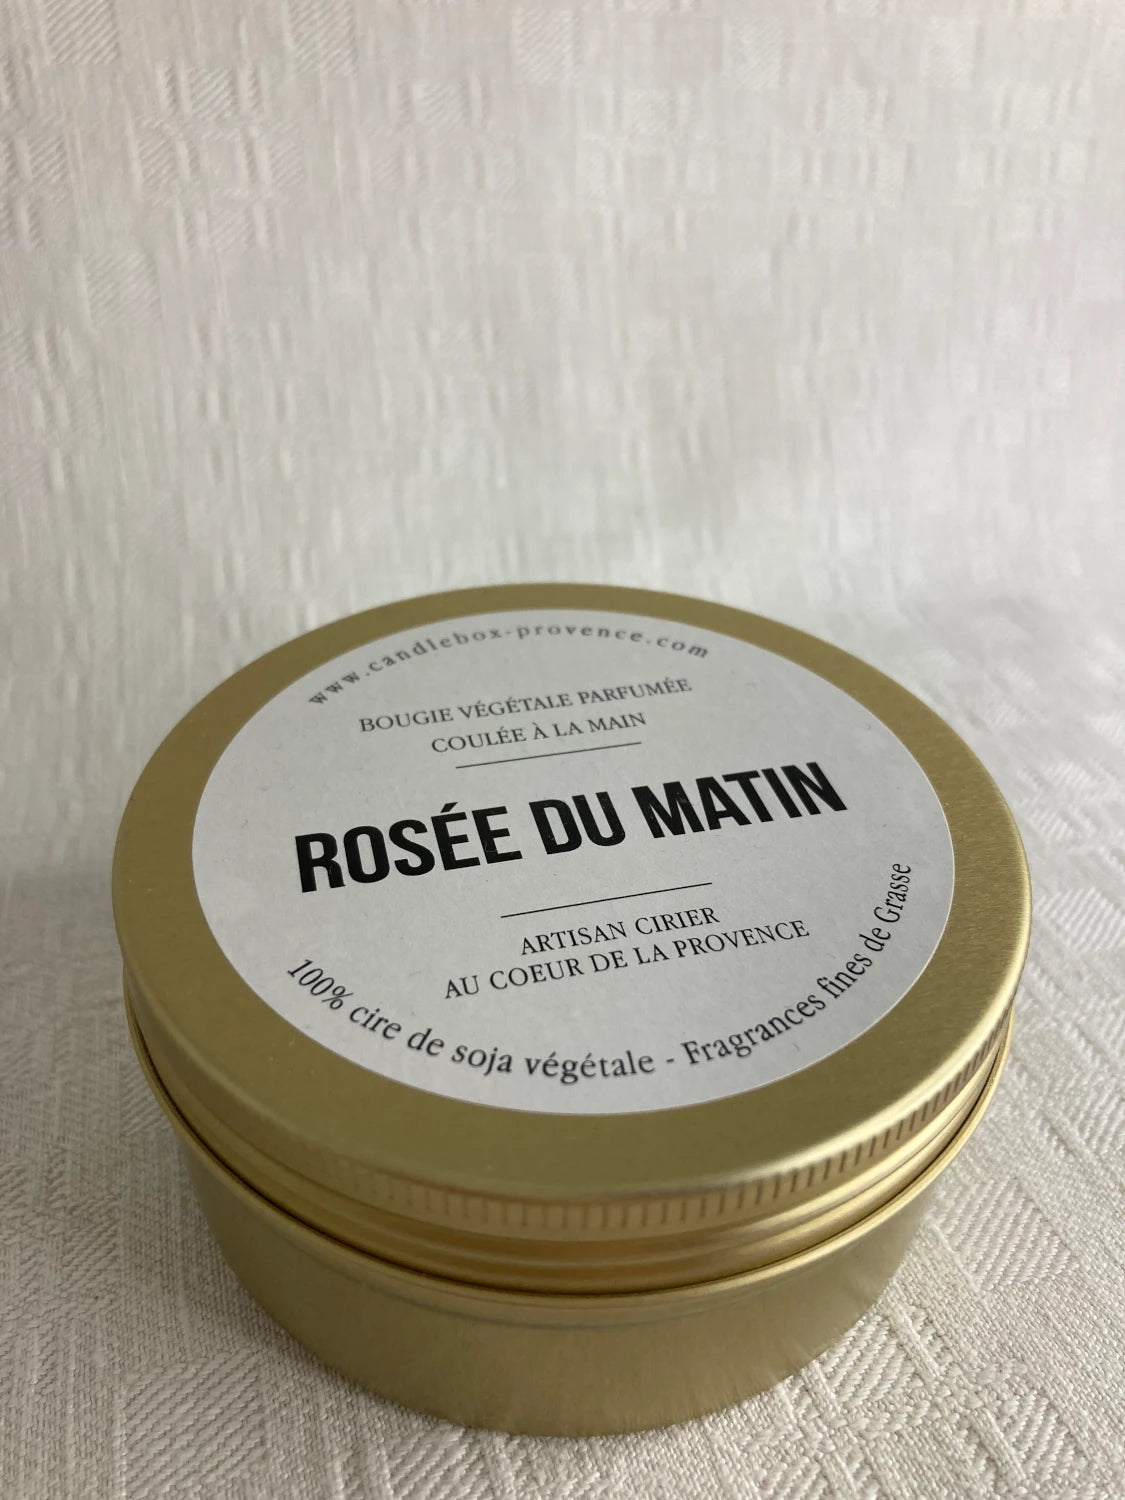 www.candlebox-provence.com
BOUGIE VÉGÉTALE PARFUMÉE
COULÉE À LA MAIN
ROSÉE DU MATIN
ARTISAN CIRIER
AU COEUR DE LA PROVENCE
100% cire de soja végétale - Fragrances fines de Grasse